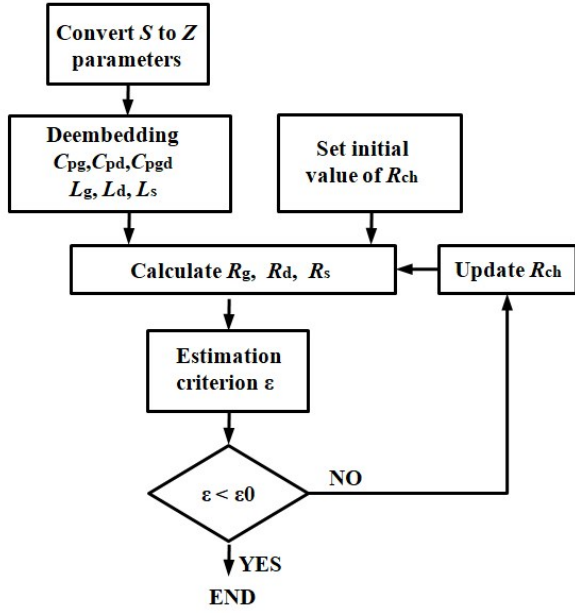 Convert S to Z
parameters
Deembedding
Cpg,Cpd,Cpgd
Lg, Ld, Ls
Set initial
value of Rch
Calculate Rg, Rd, Rs
Update Rch
Estimation
criterion ε
ε < ε0
NO
YES
END